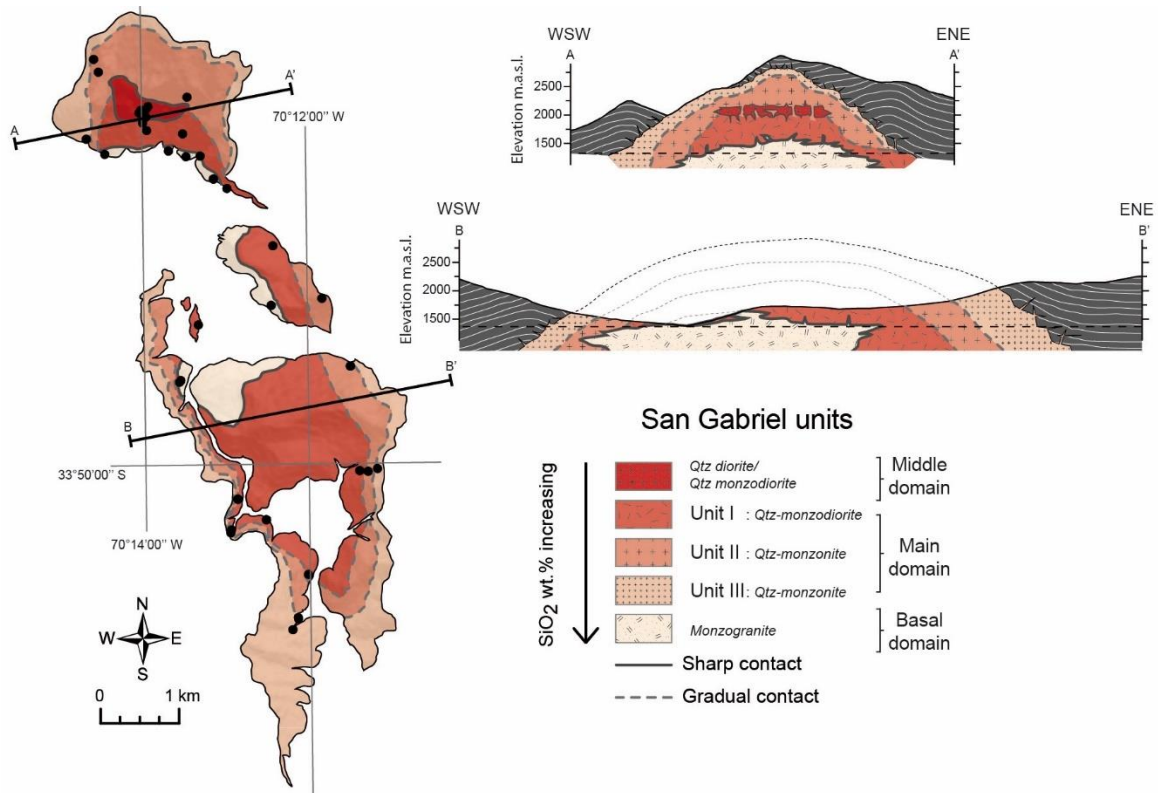 A
A'
70°12'00'' W
B
B'
33°50'00'' S
70°14'00'' W
N
W
E
S
0
1 km
WSW
ENE
A
A'
Elevation m.a.s.l.
2500
2000
1500
WSW
ENE
B
B'
Elevation m.a.s.l.
2500
2000
1500
San Gabriel units
SiO2 wt.% increasing
Qtz diorite/
Qtz monzodiorite
Middle
domain
Unit I : Qtz-monzodiorite
Unit II : Qtz-monzonite
Main
domain
Unit III: Qtz-monzonite
Monzogranite
Basal
domain
Sharp contact
Gradual contact